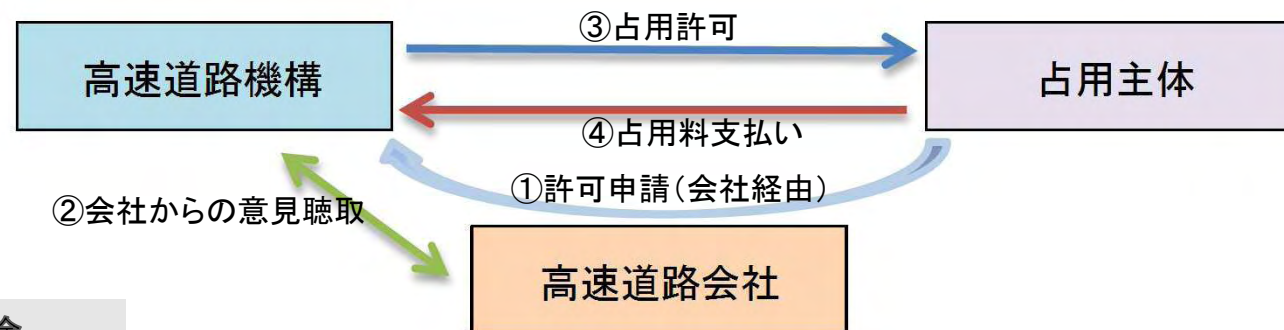 ③占用許可
高速道路機構
占用主体
④占用料支払い
①許可申請(会社経由)
②会社からの意見聴取
高速道路会社